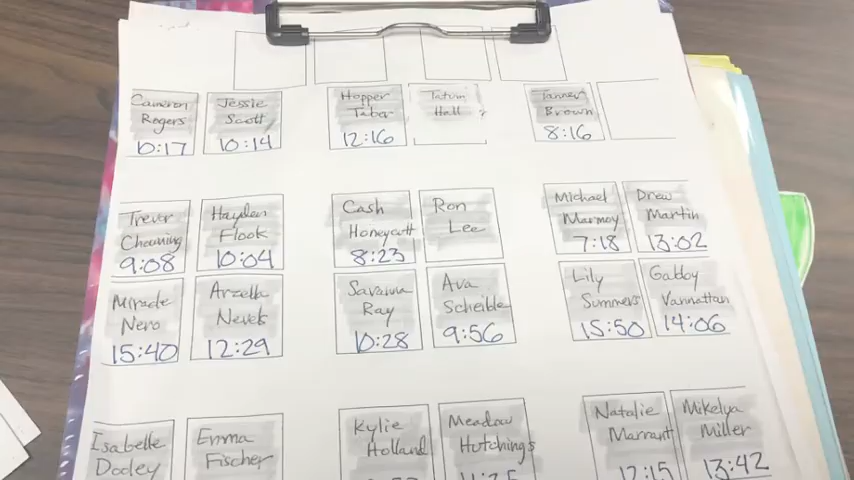 Cameron Rogers
10:17
Jessie Scott
10:14
Hopper Tabor
12:16
Tatum Hall
Tanner Brown
8:16
Trevor Channing
9:08
Hayden Flook
10:04
Cash Honeycutt
8:23
Ron Lee
Michael Marmoy
7:18
Drew Martin
13:02
Miracle Nero
15:40
Arzella Nevels
12:29
Savanna Ray
10:28
Ava Scheible
9:56
Lily Summers
15:50
Gabby Vannattan
14:06
Isabelle Dooley
Emma Fischer
Kylie Holland
Meadow Hutchings
Natalie Marrant
12:15
Mikelya Miller
13:42